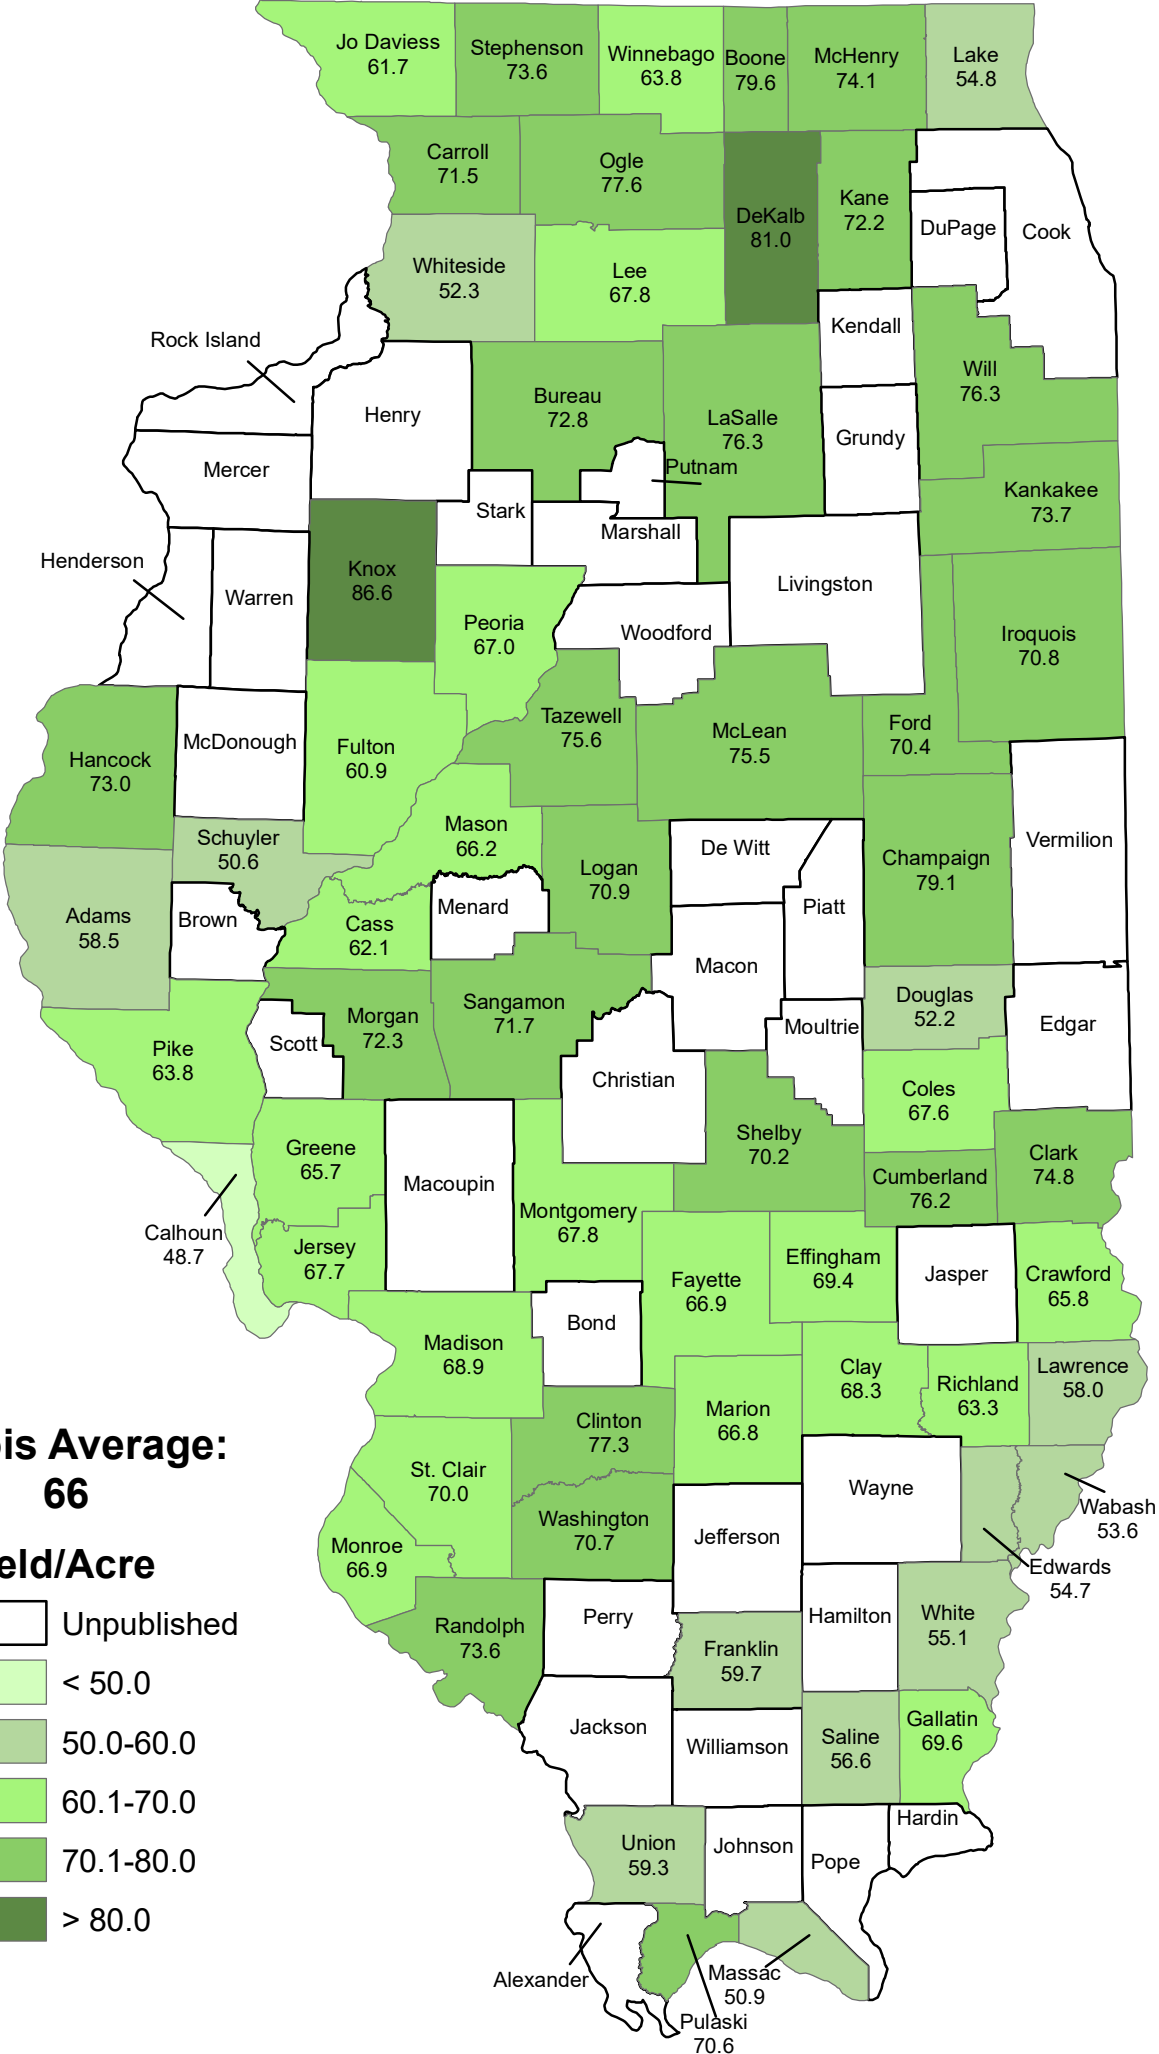 Jo Daviess
61.7
Stephenson
73.6
Winnebago
63.8
Boone
79.6
McHenry
74.1
Lake
54.8
Carroll
71.5
Ogle
77.6
DeKalb
81.0
Kane
72.2
DuPage
Cook
Whiteside
52.3
Lee
67.8
Kendall
Rock Island
Henry
Bureau
72.8
LaSalle
76.3
Will
76.3
Grundy
Mercer
Putnam
Kankakee
73.7
Stark
Marshall
Henderson
Warren
Knox
86.6
Livingston
Peoria
67.0
Woodford
Iroquois
70.8
Hancock
73.0
McDonough
Fulton
60.9
Tazewell
75.6
McLean
75.5
Ford
70.4
Schuyler
50.6
Mason
66.2
Logan
70.9
De Witt
Champaign
79.1
Vermilion
Adams
58.5
Brown
Cass
62.1
Menard
Piatt
Macon
Sangamon
71.7
Douglas
52.2
Edgar
Pike
63.8
Scott
Morgan
72.3
Moultrie
Christian
Coles
67.6
Greene
65.7
Macoupin
Shelby
70.2
Clark
74.8
Cumberland
76.2
Calhoun
48.7
Jersey
67.7
Montgomery
67.8
Fayette
66.9
Effingham
69.4
Jasper
Crawford
65.8
Madison
68.9
Bond
Clay
68.3
Richland
63.3
Lawrence
58.0
Clinton
77.3
Marion
66.8
is Average:
66
St. Clair
70.0
Wayne
Wabash
53.6
Washington
70.7
Jefferson
Monroe
66.9
Edwards
54.7
eld/Acre
Unpublished
< 50.0
50.0-60.0
60.1-70.0
70.1-80.0
> 80.0
Randolph
73.6
Perry
Hamilton
White
55.1
Franklin
59.7
Jackson
Williamson
Saline
56.6
Gallatin
69.6
Union
59.3
Johnson
Pope
Hardin
Alexander
Massac
50.9
Pulaski
70.6